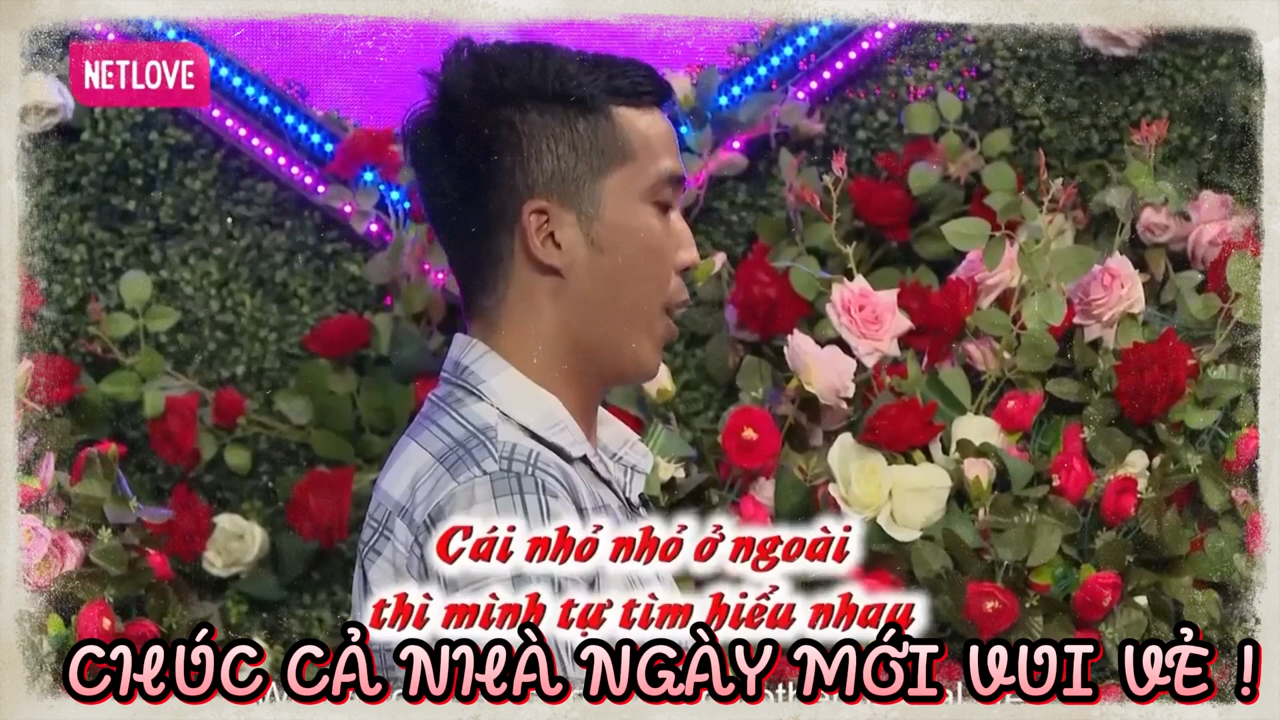 NETLOVE
Cái nhỏ nhỏ ở ngoài
thì mình tự tìm hiểu nhau
CHÚC CẢ NHÀ NGÀY MỚI VUI VẺ !